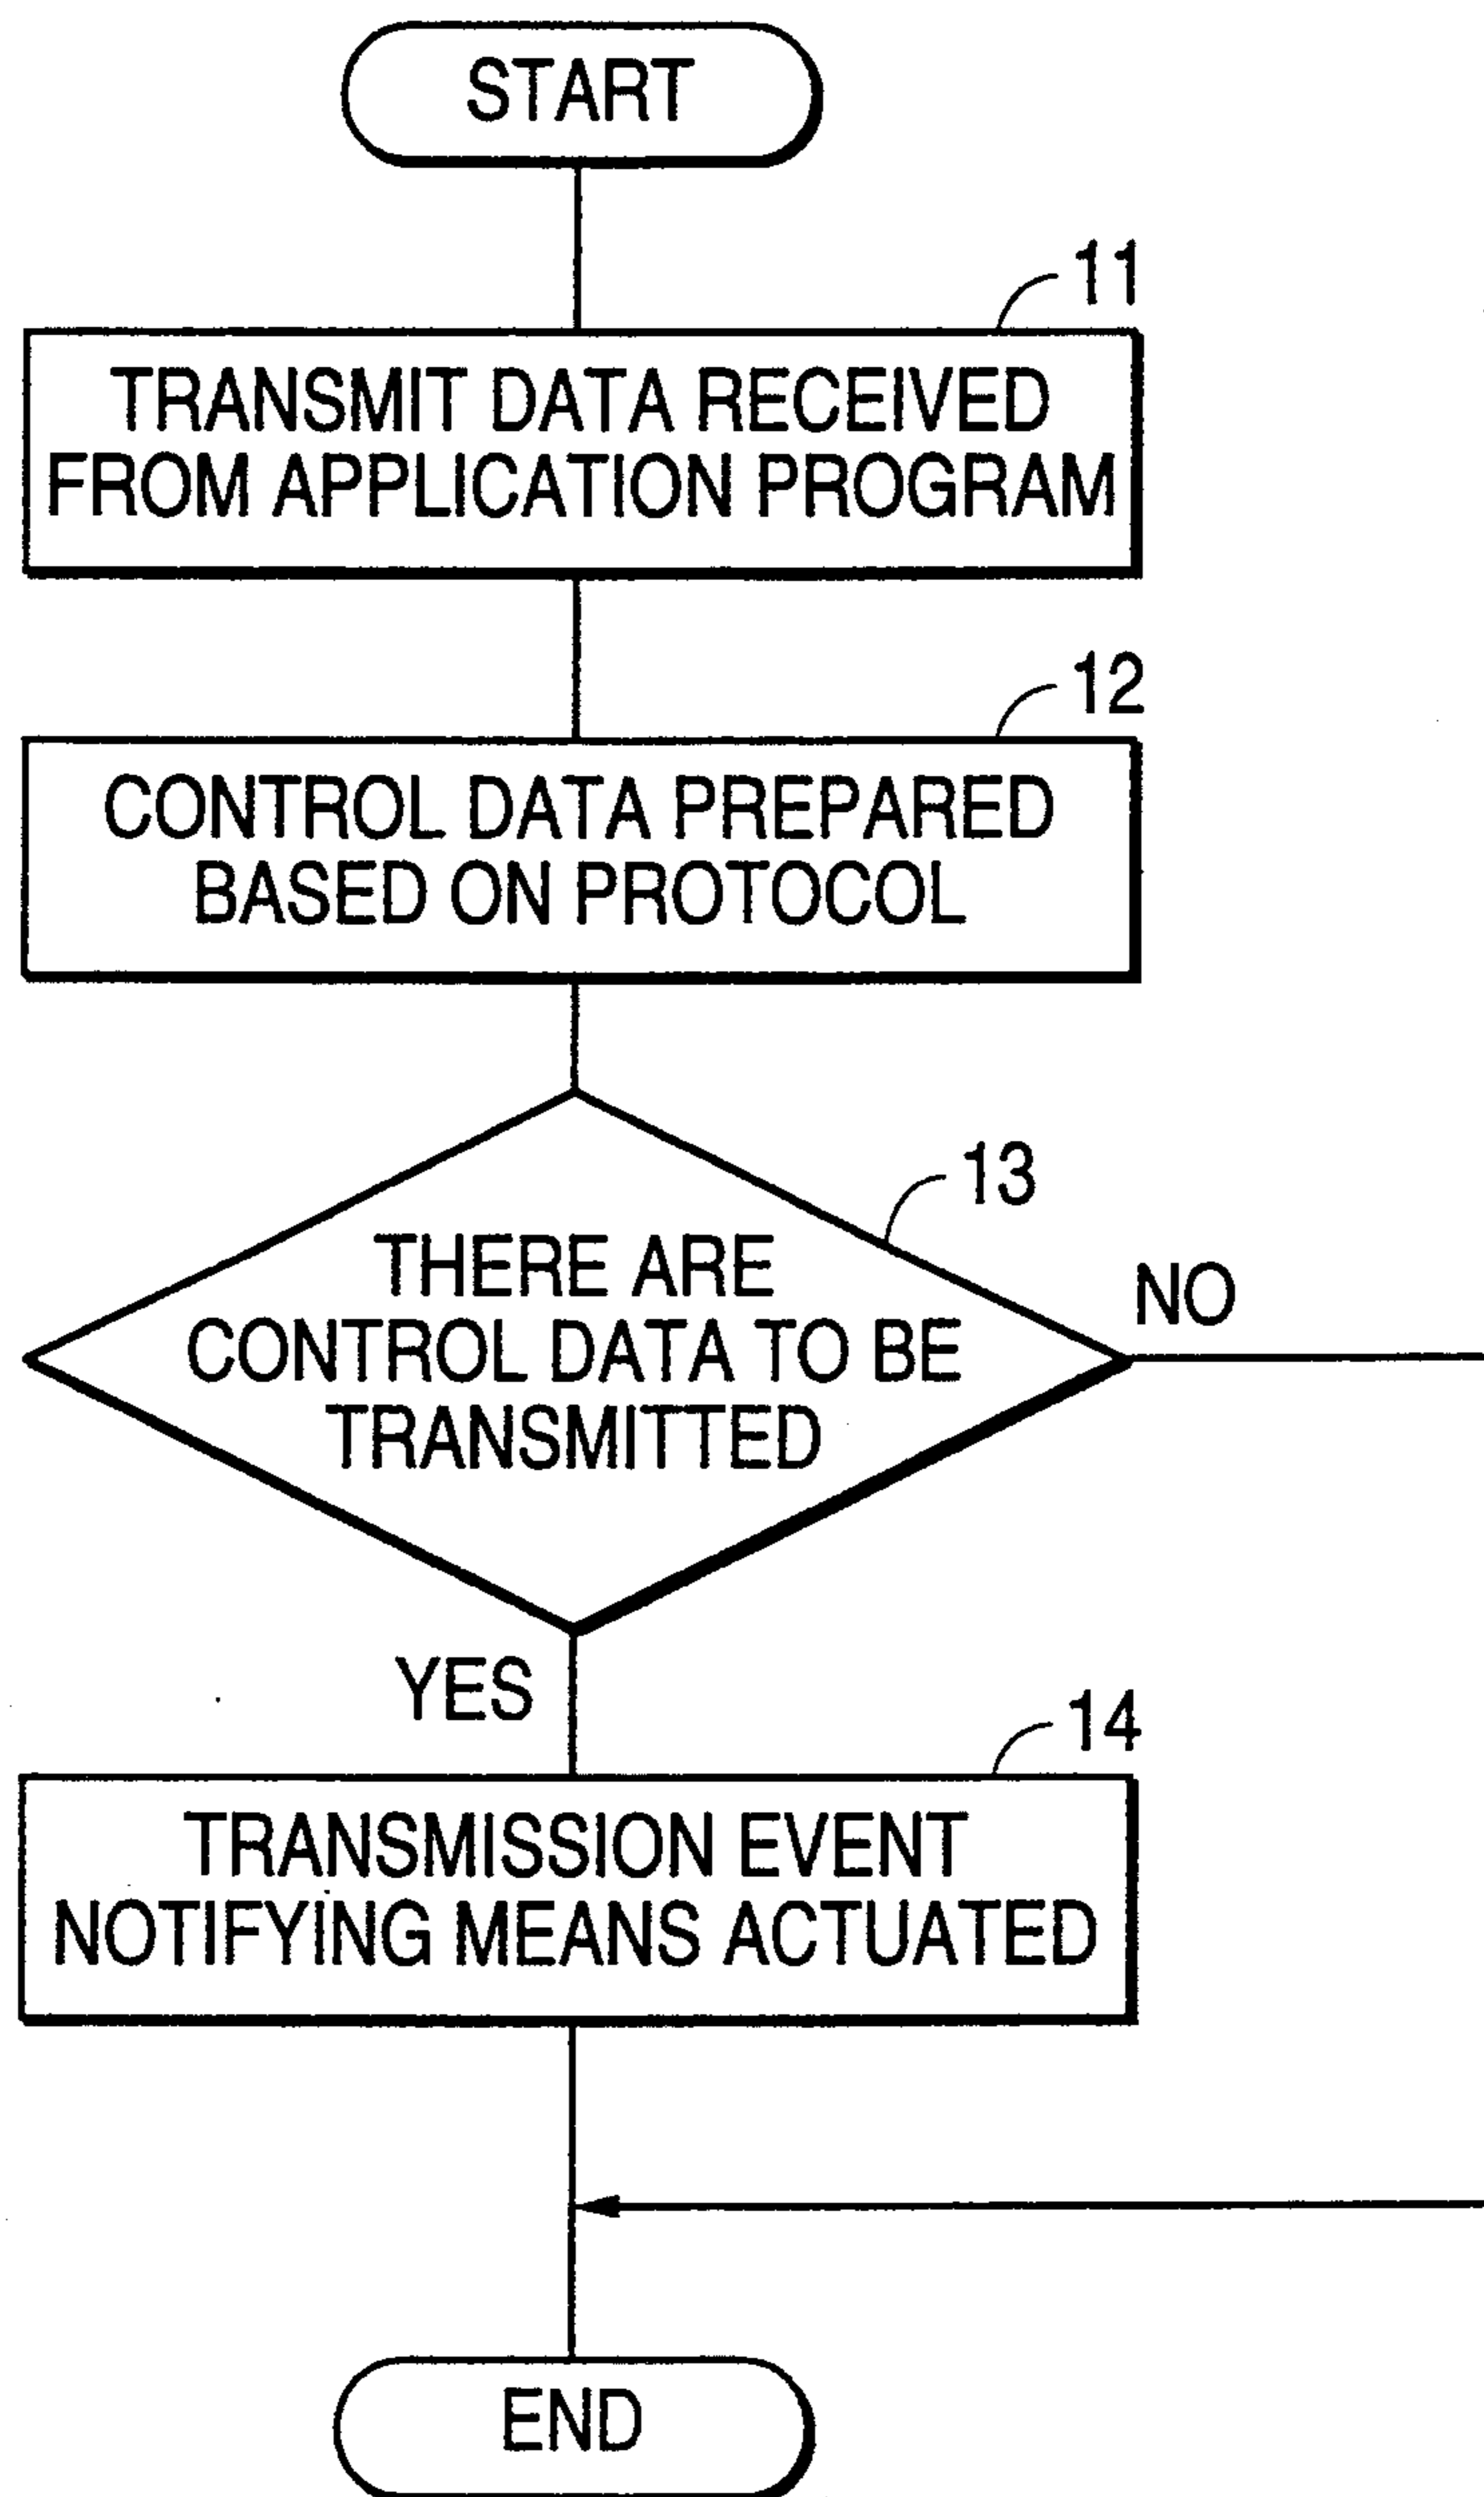 START
11
TRANSMIT DATA RECEIVED
FROM APPLICATION PROGRAM
12
CONTROL DATA PREPARED
BASED ON PROTOCOL
13
THERE ARE
CONTROL DATA TO BE
TRANSMITTED
NO
YES
14
TRANSMISSION EVENT
NOTIFYING MEANS ACTUATED
END